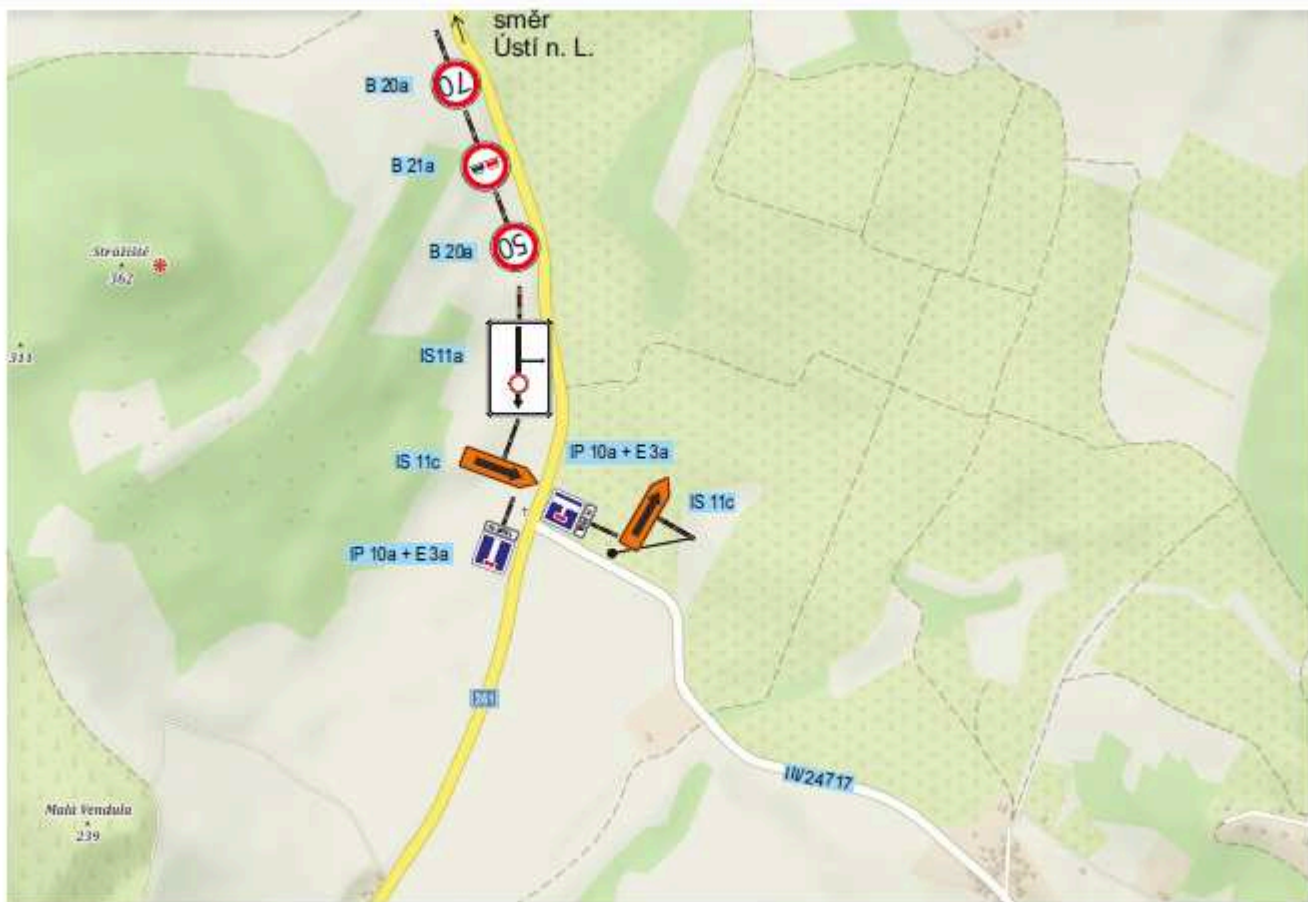 směr
Ústí n. L.
B 20a
70
B 21a
B 20a
50
Strážiště
362
311
IS11a
IP 10a + E 3a
IS 11c
IS 11c
IP 10a + E 3a
261
III/24717
Malá Vendula
239